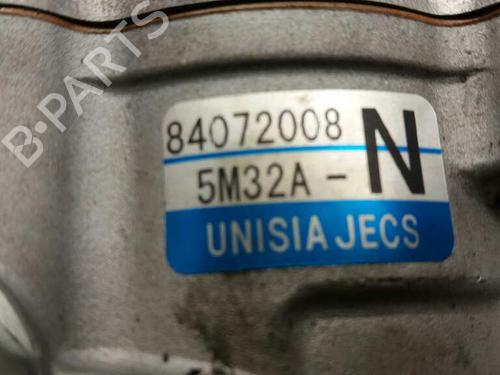 B-PARTS
84072008
5M32A - N
UNISIA JECS